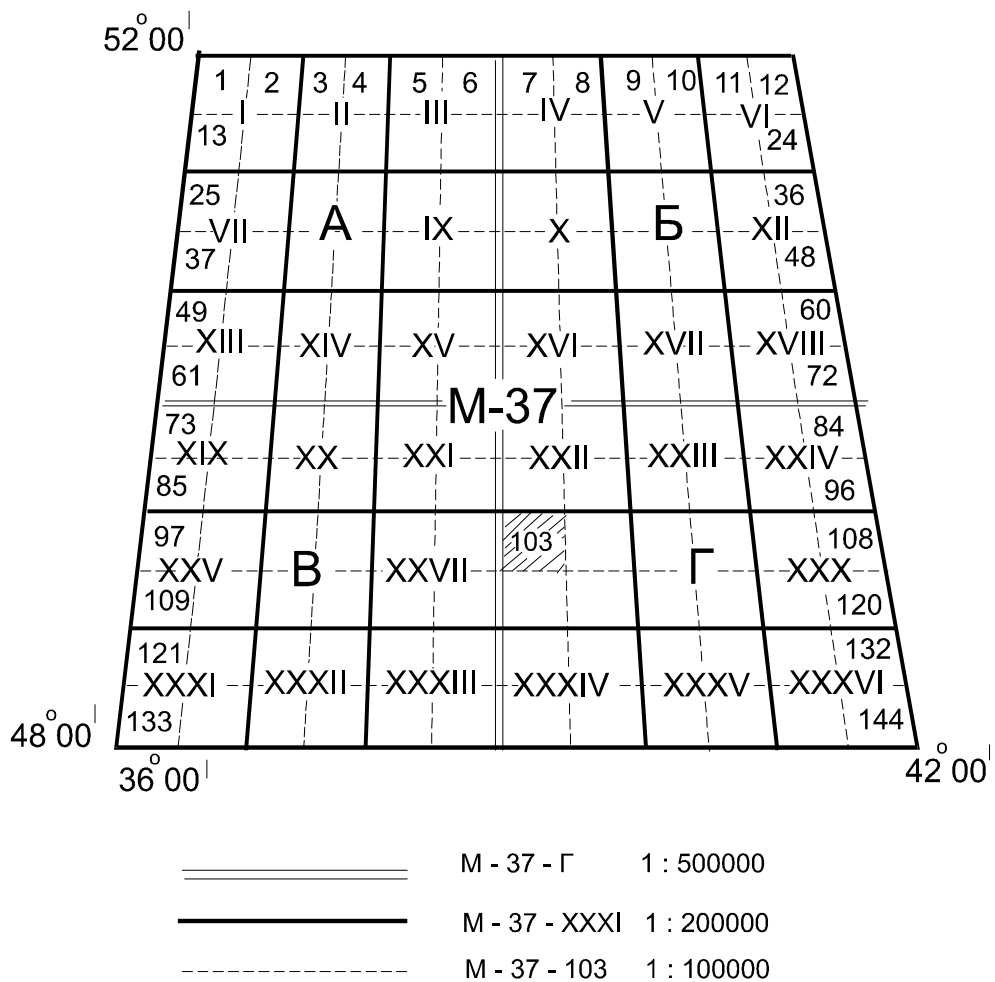 52°00'
1 2 3 4 5 6 7 8 9 10 11 12
I II III IV V VI
13 24
25 36
VII А IX X Б XII
37 48
49 60
XIII XIV XV XVI XVII XVIII
61 72
М-37
73 84
XIX XX XXI XXII XXIII XXIV
85 96
97 103 108
XXV В XXVII Г XXX
109 120
121 132
XXXI XXXII XXXIII XXXIV XXXV XXXVI
133 144
48°00'
36°00' 42°00'
М - 37 - Г 1 : 500000
М - 37 - XXXI 1 : 200000
М - 37 - 103 1 : 100000